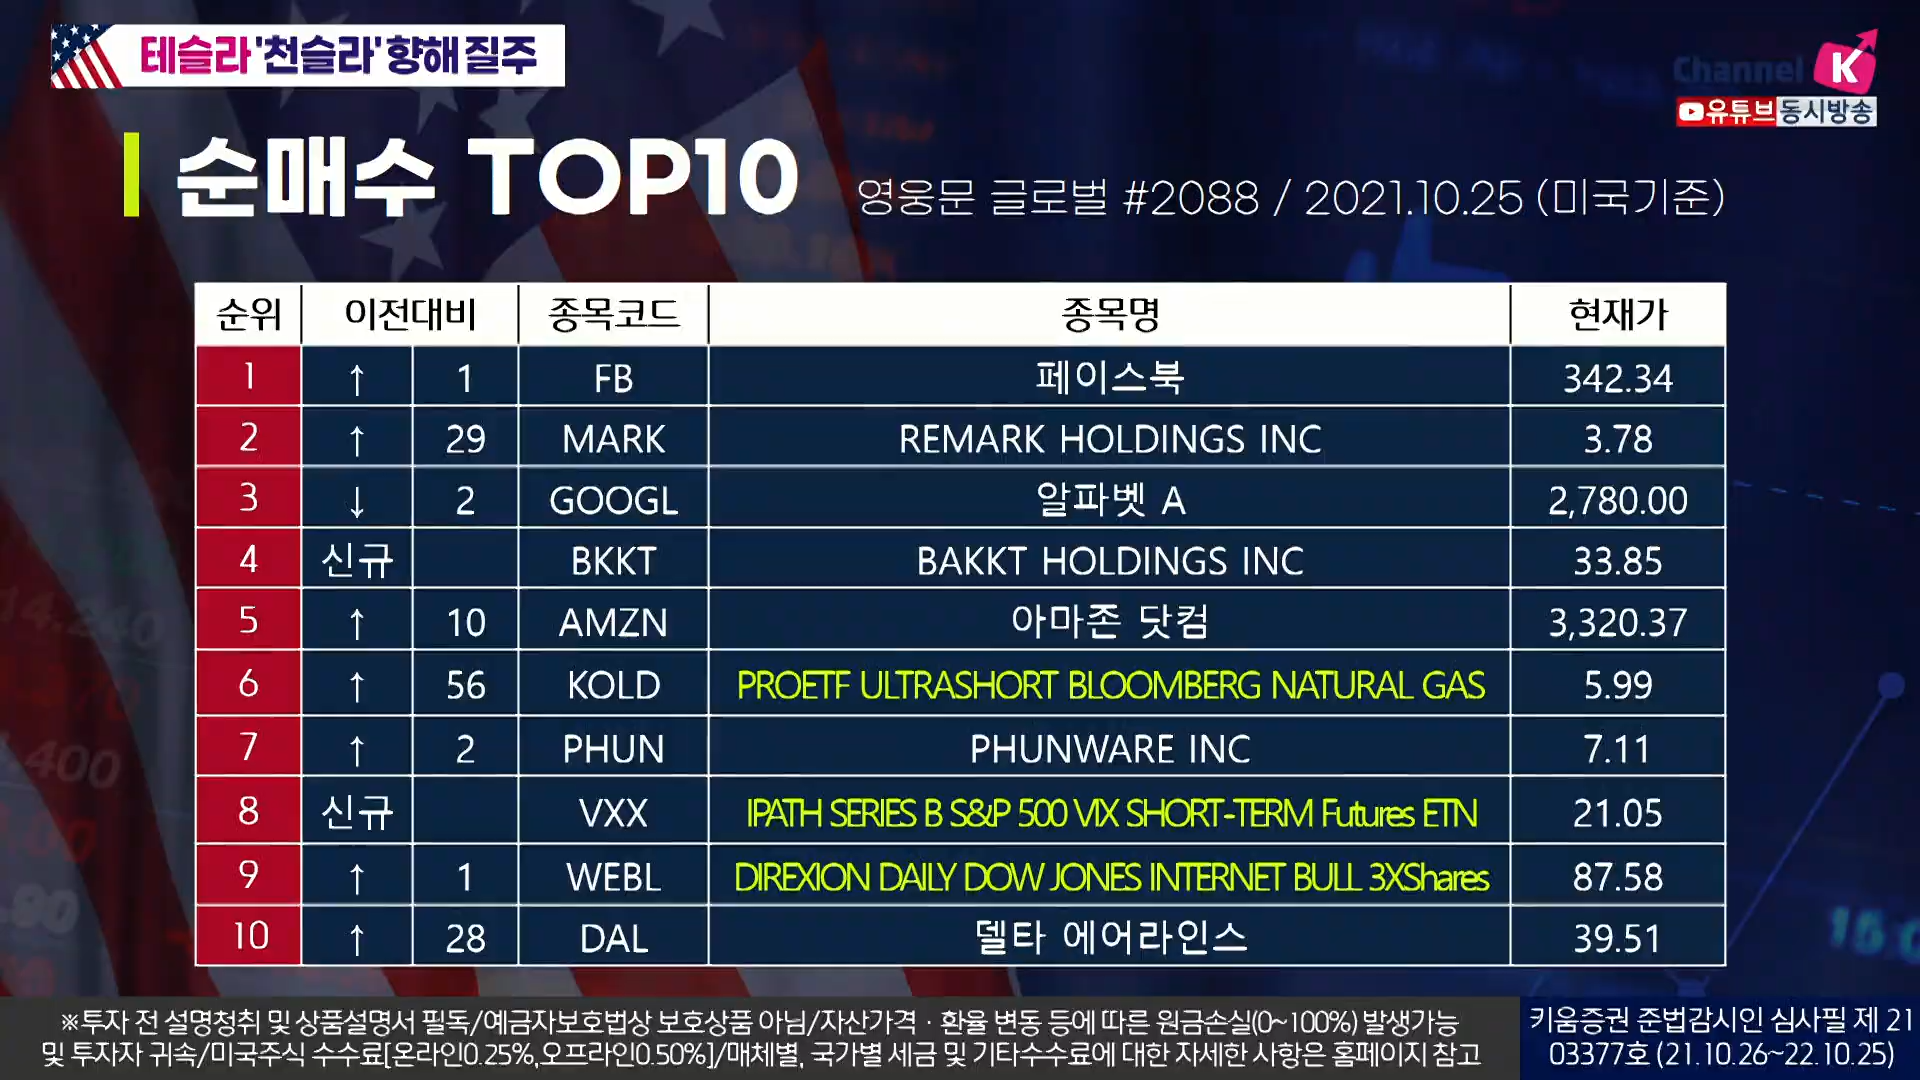 테슬라 '천슬라' 향해 질주
Channel K
유튜브 동시방송
순매수 TOP10 영웅문 글로벌 #2088 / 2021.10.25 (미국기준)
순위 이전대비 종목코드 종목명 현재가
1 ↑ 1 FB 페이스북 342.34
2 ↑ 29 MARK REMARK HOLDINGS INC 3.78
3 ↓ 2 GOOGL 알파벳 A 2,780.00
4 신규 BKKT BAKKT HOLDINGS INC 33.85
5 ↑ 10 AMZN 아마존 닷컴 3,320.37
6 ↑ 56 KOLD PROETF ULTRASHORT BLOOMBERG NATURAL GAS 5.99
7 ↑ 2 PHUN PHUNWARE INC 7.11
8 신규 VXX IPATH SERIES B S&P 500 VIX SHORT-TERM Futures ETN 21.05
9 ↑ 1 WEBL DIREXION DAILY DOW JONES INTERNET BULL 3XShares 87.58
10 ↑ 28 DAL 델타 에어라인스 39.51
※투자 전 설명청취 및 상품설명서 필독/예금자보호법상 보호상품 아님/자산가격 · 환율 변동 등에 따른 원금손실(0~100%) 발생가능
및 투자자 귀속/미국주식 수수료[온라인0.25%,오프라인0.50%]/매체별, 국가별 세금 및 기타수수료에 대한 자세한 사항은 홈페이지 참고
키움증권 준법감시인 심사필 제 21
03377호 (21.10.26~22.10.25)